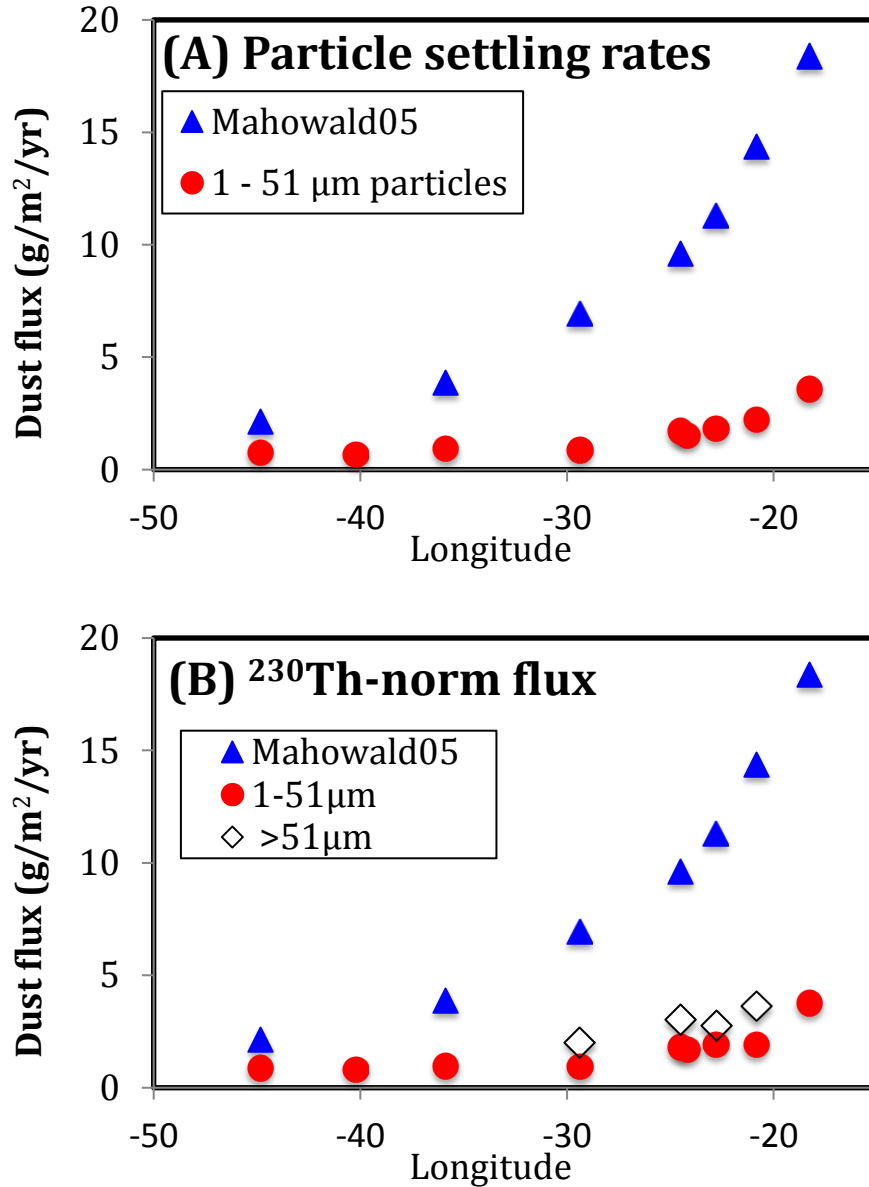 (A) Particle settling rates
Mahowald05
1 - 51 μm particles
Dust flux (g/m²/yr)
20
15
10
5
0
-50 -40 -30 -20
Longitude
(B) ²³⁰Th-norm flux
Mahowald05
1-51μm
>51μm
Dust flux (g/m²/yr)
20
15
10
5
0
-50 -40 -30 -20
Longitude